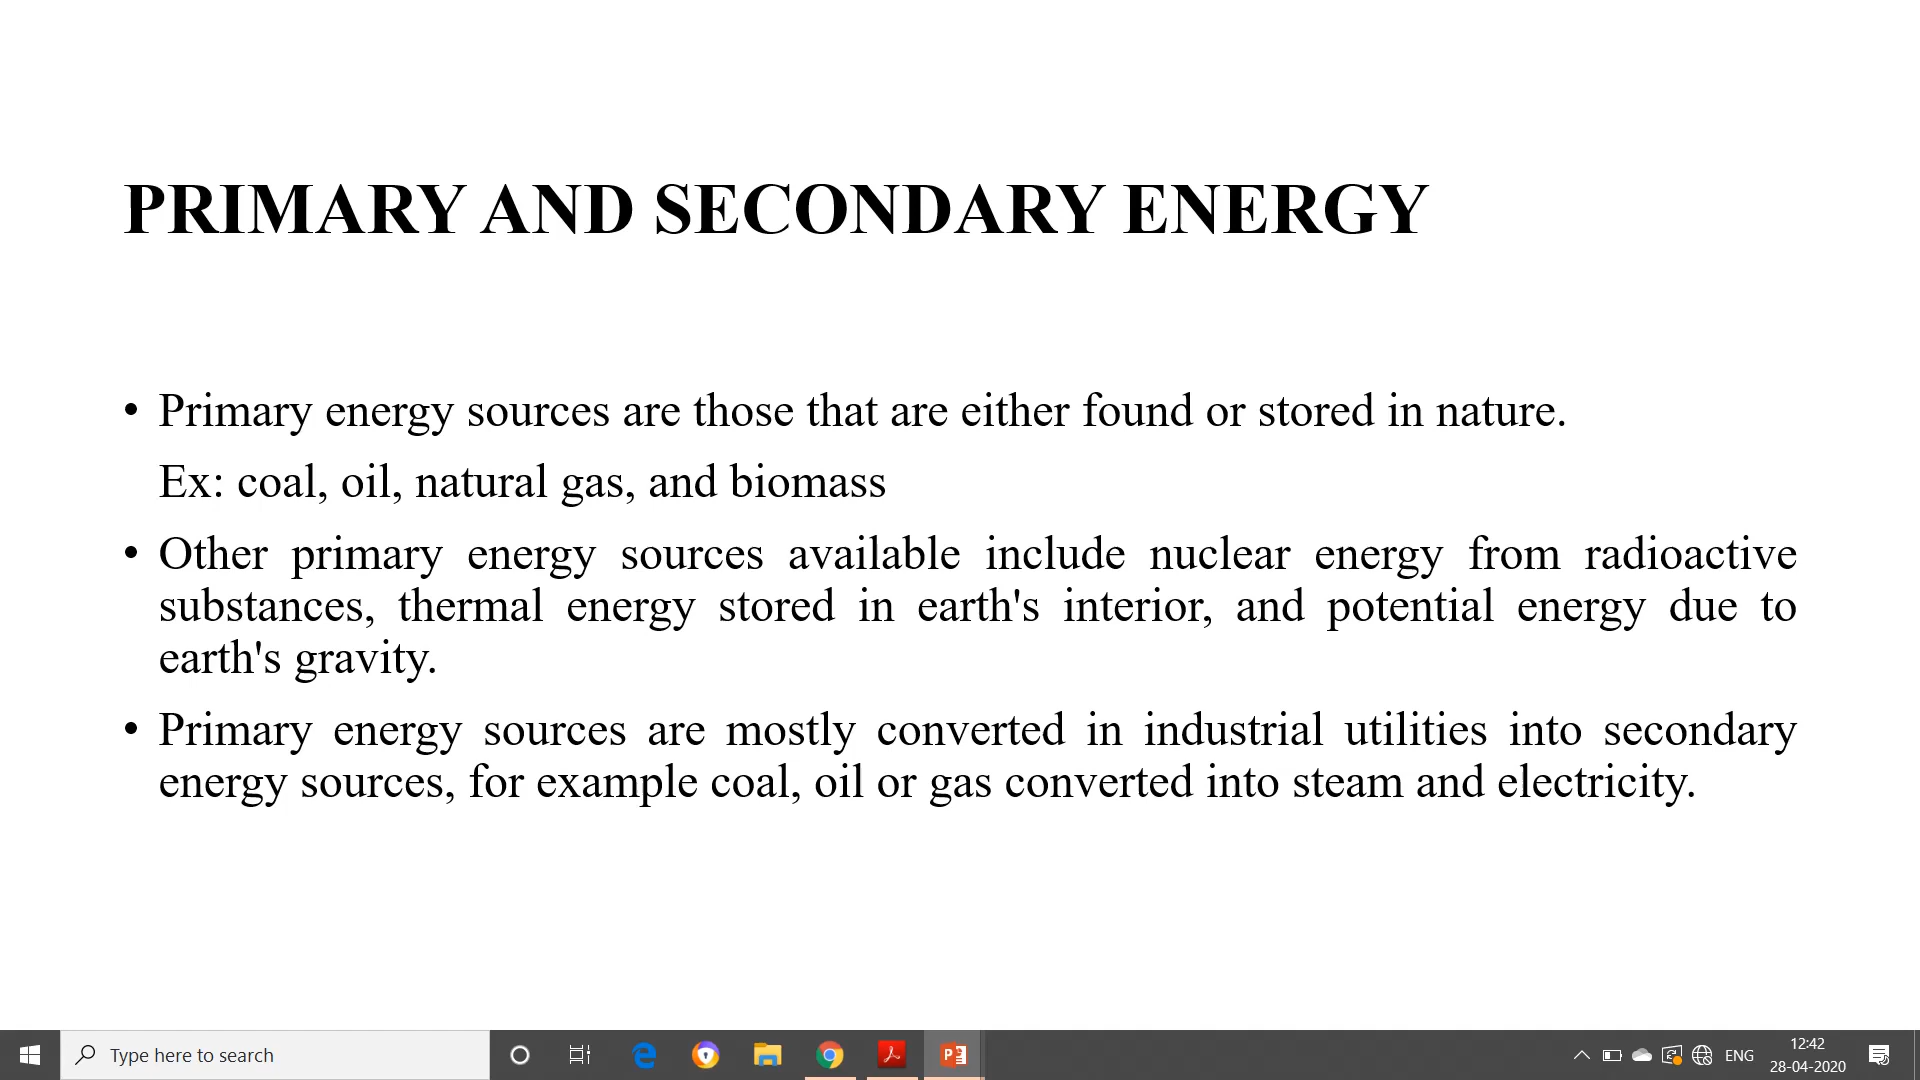 PRIMARY AND SECONDARY ENERGY
• Primary energy sources are those that are either found or stored in nature.
Ex: coal, oil, natural gas, and biomass
• Other primary energy sources available include nuclear energy from radioactive
substances, thermal energy stored in earth's interior, and potential energy due to
earth's gravity.
• Primary energy sources are mostly converted in industrial utilities into secondary
energy sources, for example coal, oil or gas converted into steam and electricity.
Type here to search
ENG
12:42
28-04-2020